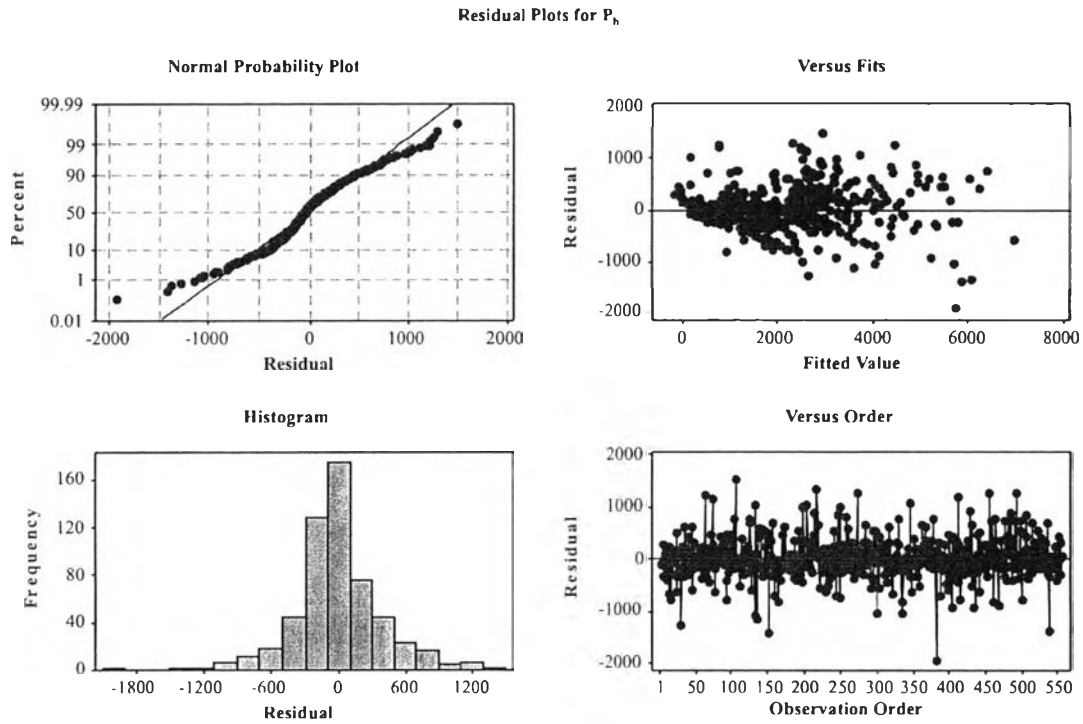 Residual Plots for P_h
Normal Probability Plot
Percent
99.99
99
90
50
10
1
0.01
-2000 -1000 0 1000 2000
Residual
Versus Fits
Residual
2000
1000
0
-1000
-2000
0 2000 4000 6000 8000
Fitted Value
Histogram
Frequency
160
120
80
40
0
-1800 -1200 -600 0 600 1200
Residual
Versus Order
Residual
2000
1000
0
-1000
-2000
1 50 100 150 200 250 300 350 400 450 500 550
Observation Order